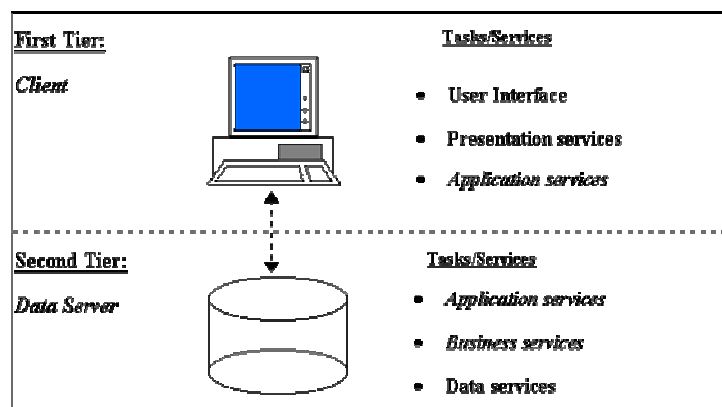 First Tier:
Tasks/Services
Client
• User Interface
• Presentation services
• Application services
Second Tier:
Tasks/Services
Data Server
• Application services
• Business services
• Data services